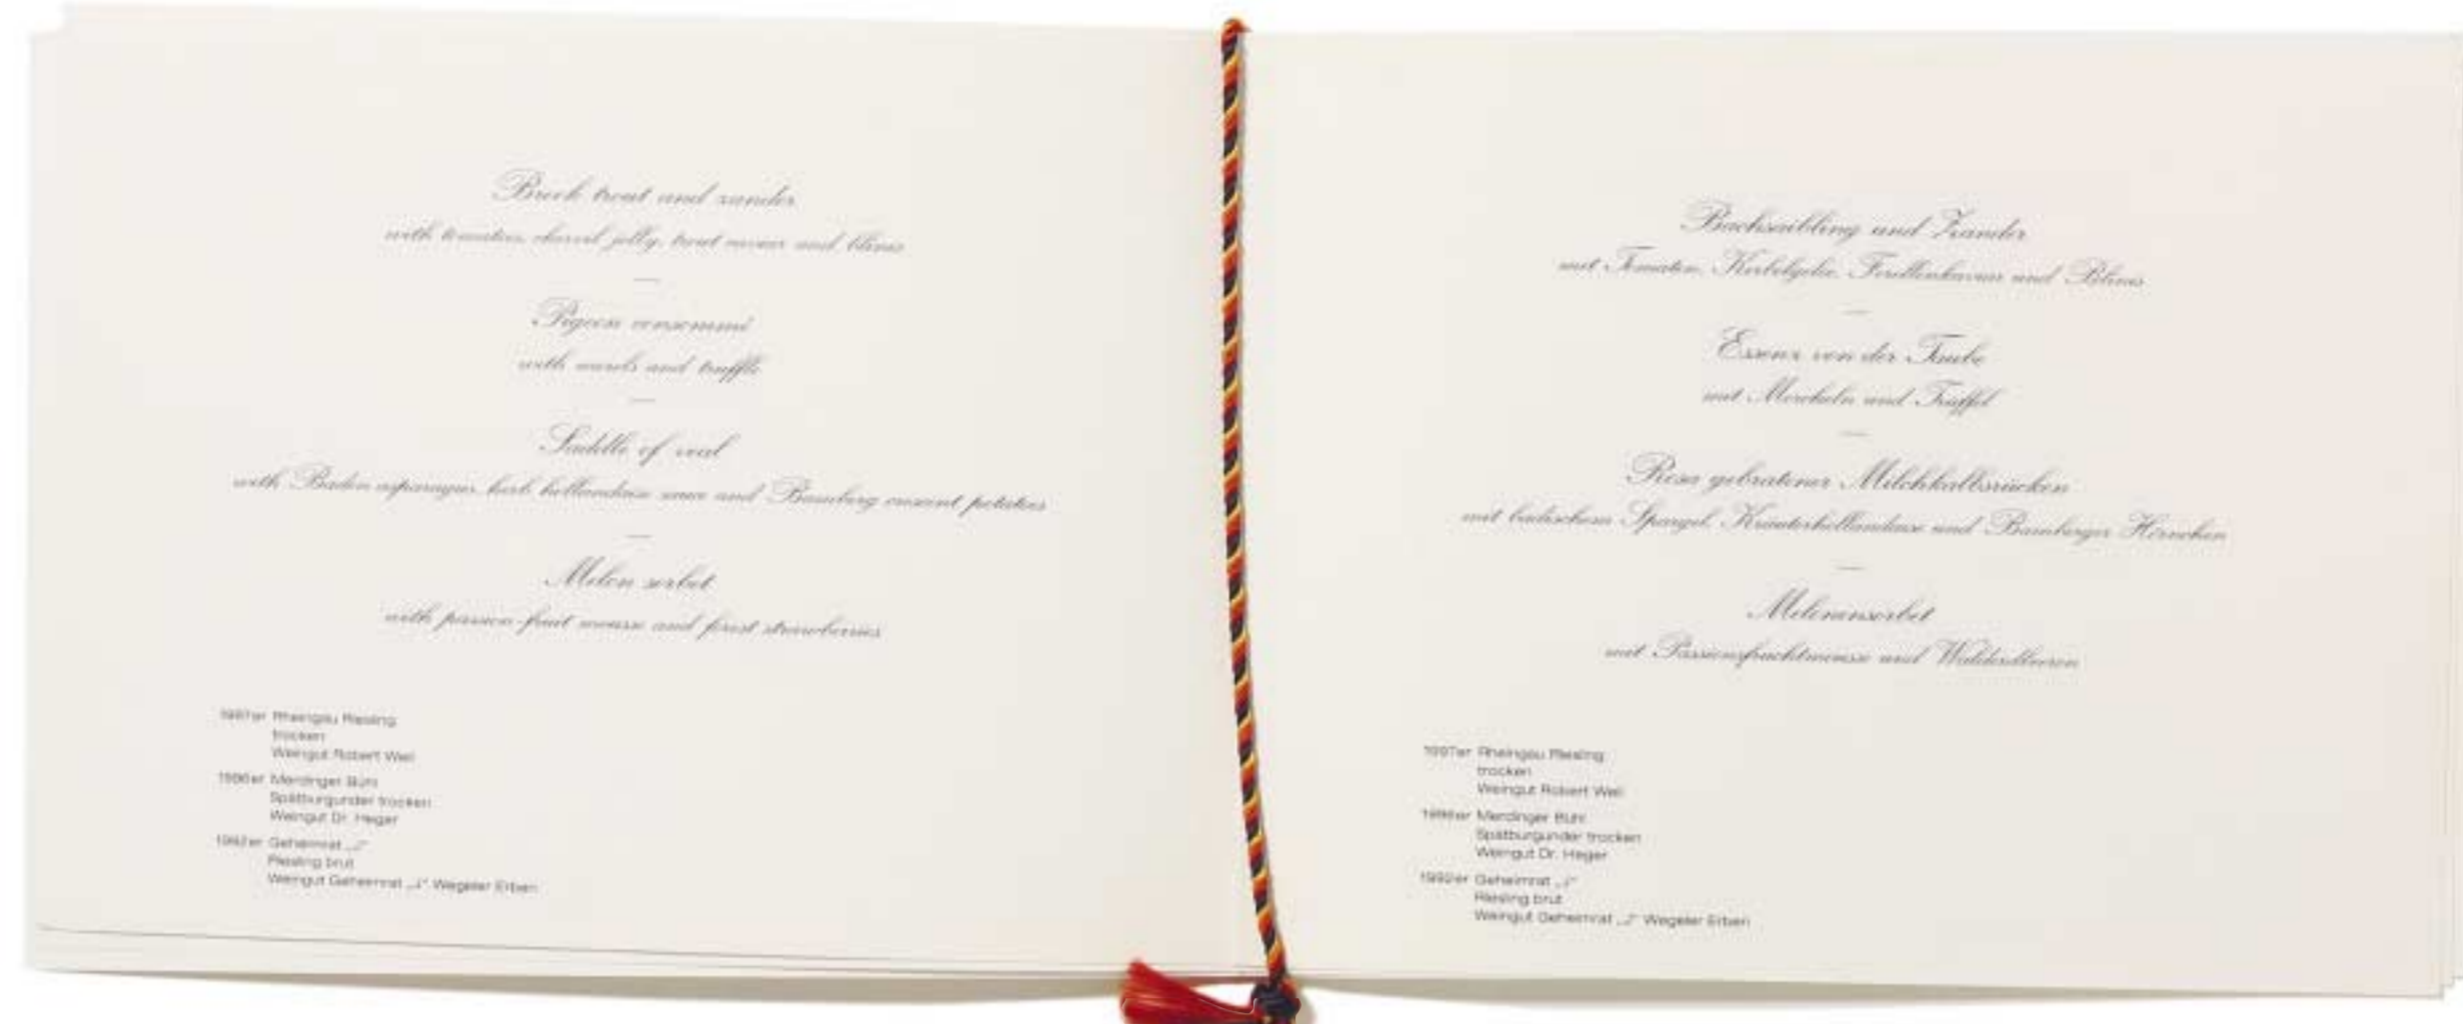 Brook trout and zander
with tomatoes, chervil jelly, trout caviar and blinis
Pigeon consommé
with morels and truffle
Saddle of veal
with Baden asparagus, herb hollandaise sauce and Bamberg crescent potatoes
Melon sorbet
with passion-fruit mousse and forest strawberries
1997er Rheingau Riesling
trocken
Weingut Robert Weil
1996er Merdinger Bühl
Spätburgunder trocken
Weingut Dr. Heger
1992er Geheimrat „J“
Riesling brut
Weingut Geheimrat „J“ Wegeler Erben
Bachsaibling und Zander
mit Tomaten, Kerbelgelée, Forellenkaviar und Blinis
Essenz von der Taube
mit Morcheln und Trüffel
Rosa gebratener Milchkalbsrücken
mit badischem Spargel, Kräuterhollandaise und Bamberger Hörnchen
Melonensorbet
mit Passionsfruchtmousse und Walderdbeeren
1997er Rheingau Riesling
trocken
Weingut Robert Weil
1996er Merdinger Bühl
Spätburgunder trocken
Weingut Dr. Heger
1992er Geheimrat „J“
Riesling brut
Weingut Geheimrat „J“ Wegeler Erben